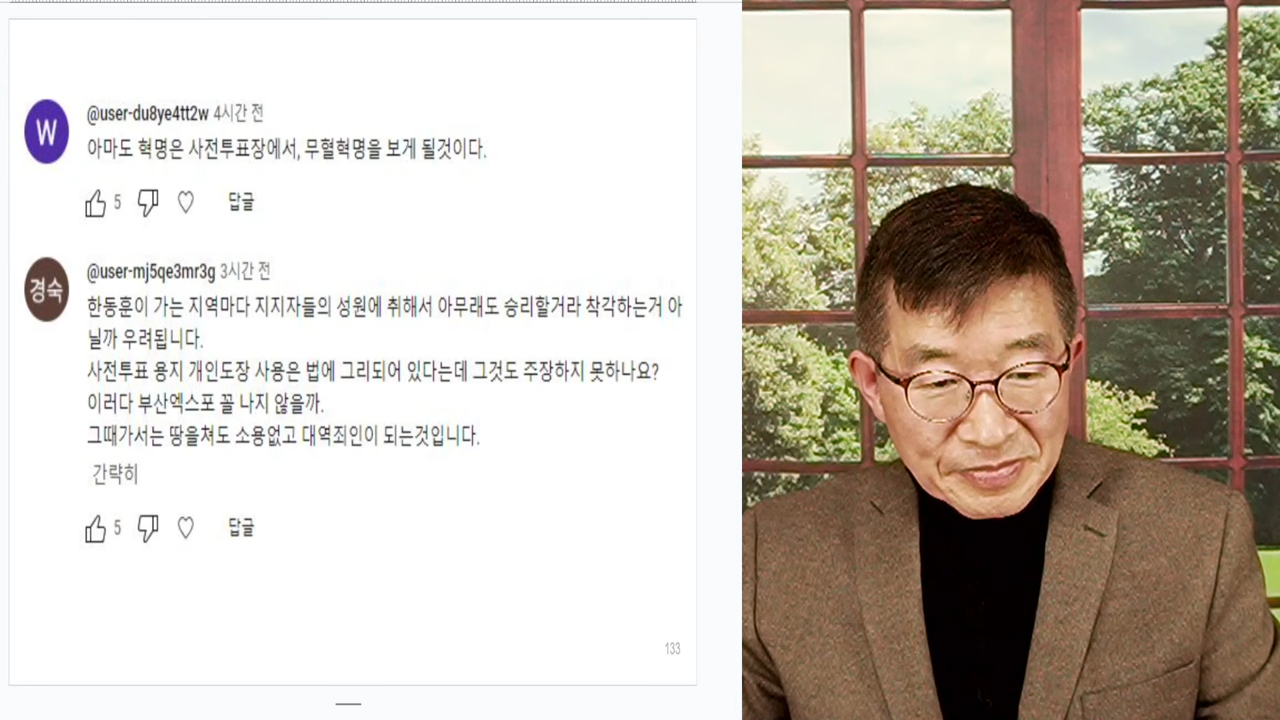 W
@user-du8ye4tt2w 4시간 전
아마도 혁명은 사전투표장에서, 무혈혁명을 보게 될것이다.
5 답글
경숙
@user-mj5qe3mr3g 3시간 전
한동훈이 가는 지역마다 지지자들의 성원에 취해서 아무래도 승리할거라 착각하는거 아
닐까 우려됩니다.
사전투표 용지 개인도장 사용은 법에 그리되어 있다는데 그것도 주장하지 못하나요?
이러다 부산엑스포 꼴 나지 않을까.
그때가서는 땅을쳐도 소용없고 대역죄인이 되는것입니다.
간략히
5 답글
133